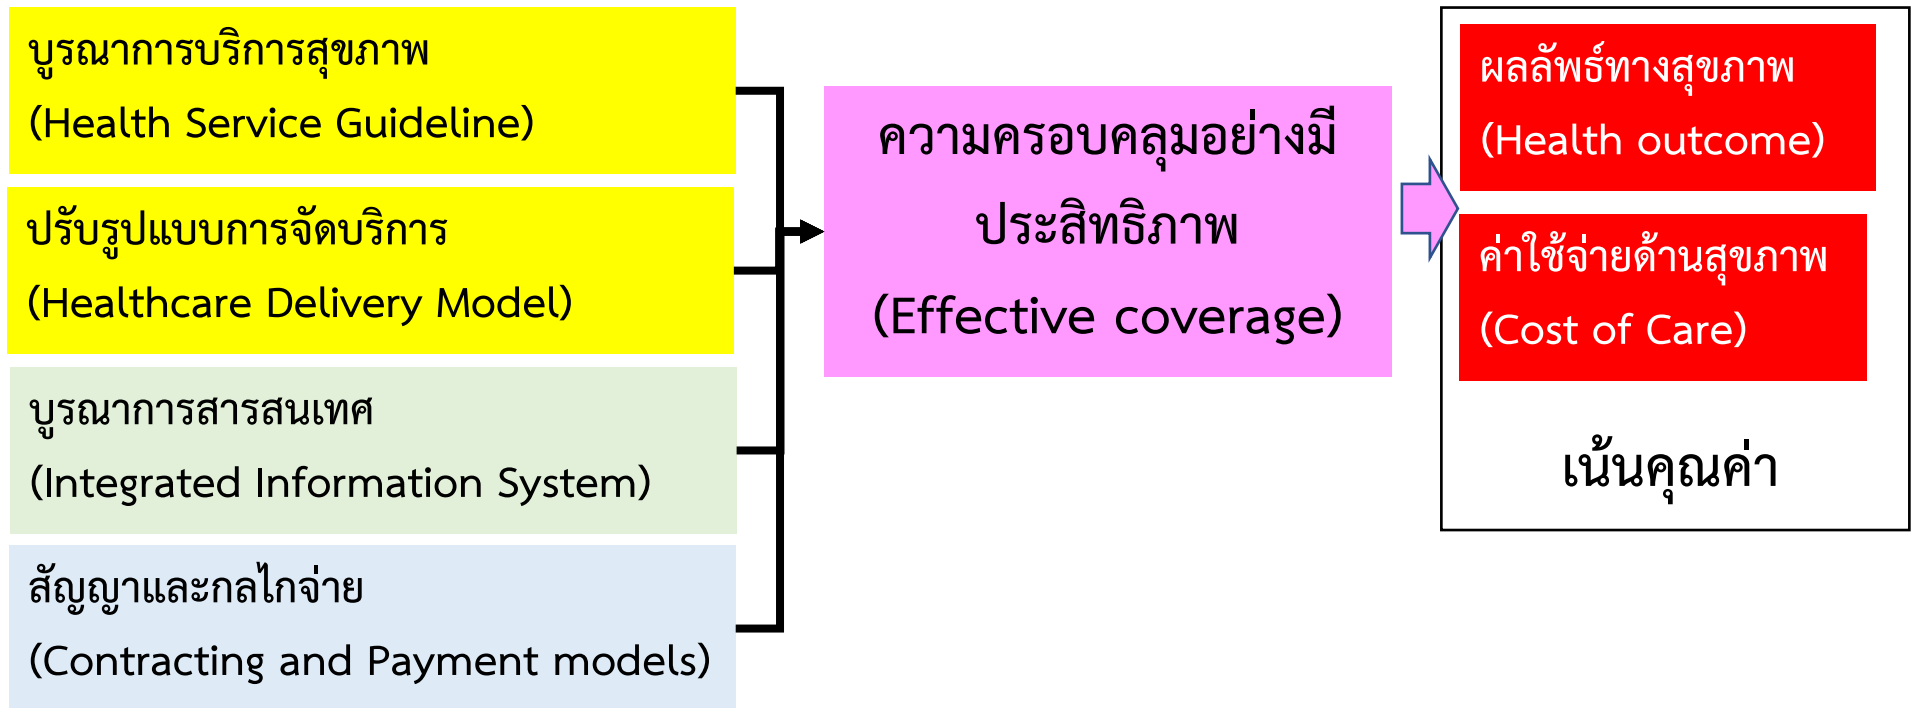 บูรณาการบริการสุขภาพ
(Health Service Guideline)
ปรับรูปแบบการจัดบริการ
(Healthcare Delivery Model)
บูรณาการสารสนเทศ
(Integrated Information System)
สัญญาและกลไกจ่าย
(Contracting and Payment models)
ความครอบคลุมอย่างมี
ประสิทธิภาพ
(Effective coverage)
ผลลัพธ์ทางสุขภาพ
(Health outcome)
ค่าใช้จ่ายด้านสุขภาพ
(Cost of Care)
เน้นคุณค่า